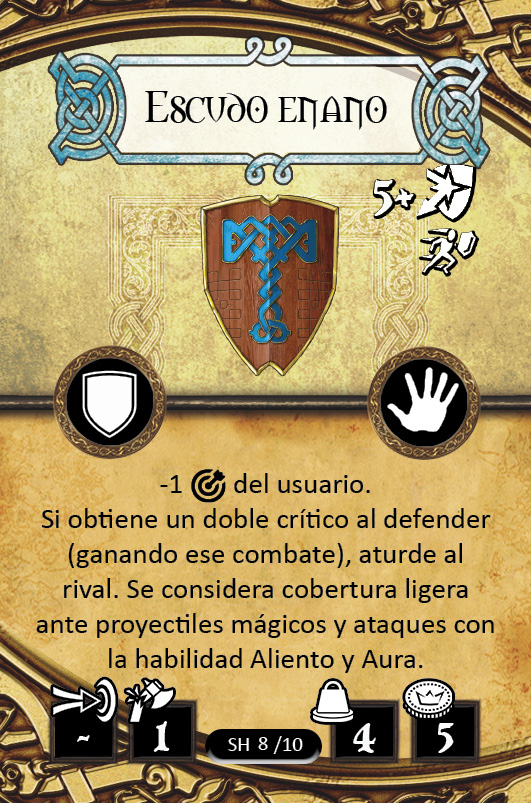 Escudo enano
5+
-1 del usuario.
Si obtiene un doble crítico al defender
(ganando ese combate), aturde al
rival. Se considera cobertura ligera
ante proyectiles mágicos y ataques con
la habilidad Aliento y Aura.
- 1 SH 8 /10 4 5